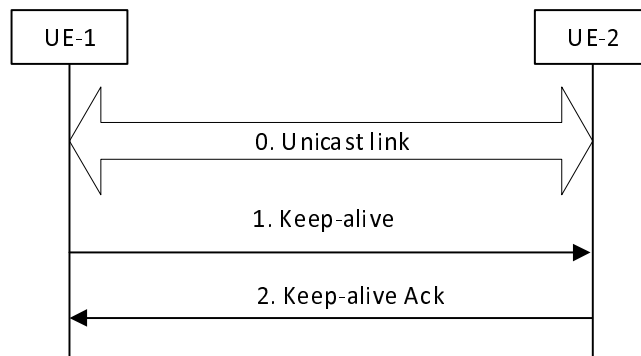 UE-1
UE-2
0. Unicast link
1. Keep-alive
2. Keep-alive Ack